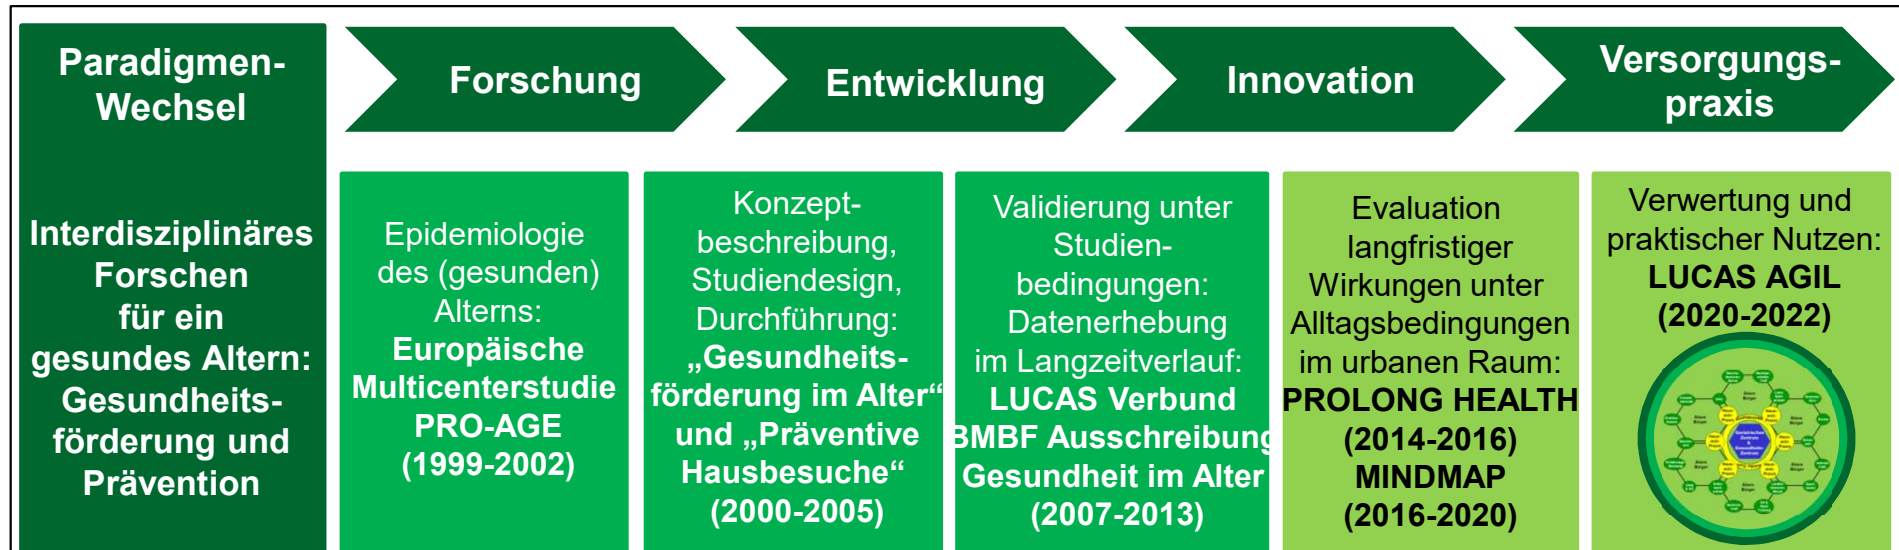 Paradigmen-
Wechsel
Interdisziplinäres
Forschen
für ein
gesundes Altern:
Gesundheits-
förderung und
Prävention
Forschung
Entwicklung
Innovation
Versorgungs-
praxis
Epidemiologie
des (gesunden)
Alterns:
Europäische
Multicenterstudie
PRO-AGE
(1999-2002)
Konzept-
beschreibung,
Studiendesign,
Durchführung:
„Gesundheits-
förderung im Alter“
und „Präventive
Hausbesuche“
(2000-2005)
Validierung unter
Studien-
bedingungen:
Datenerhebung
im Langzeitverlauf:
LUCAS Verbund
BMBF Ausschreibung
Gesundheit im Alter
(2007-2013)
Evaluation
langfristiger
Wirkungen unter
Alltagsbedingungen
im urbanen Raum:
PROLONG HEALTH
(2014-2016)
MINDMAP
(2016-2020)
Verwertung und
praktischer Nutzen:
LUCAS AGIL
(2020-2022)